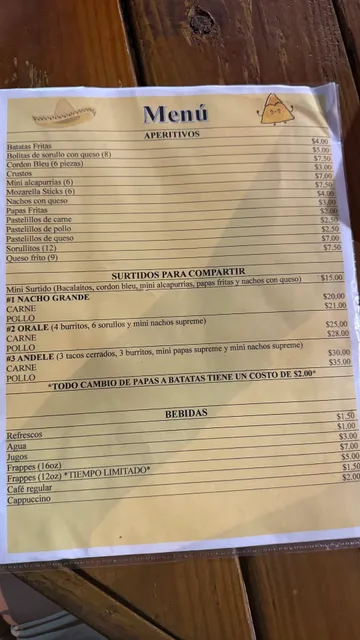 Menú
APERITIVOS
Batatas Fritas $4.00
Bolitas de sorullo con queso (8) $5.00
Cordon Bleu (6 piezas) $7.50
Crustos $3.00
Mini alcapurrias (6) $7.00
Mozarella Sticks (6) $7.50
Nachos con queso $4.00
Papas Fritas $3.00
Pastelillos de carne
Pastelillos de pollo $2.50
Pastelillos de queso $2.50
Sorullitos (12) $7.00
Queso frito (9) $7.50
SURTIDOS PARA COMPARTIR
Mini Surtido (Bacalaitos, cordon bleu, mini alcapurrias, papas fritas y nachos con queso) $15.00
#1 NACHO GRANDE
CARNE $20.00
POLLO $21.00
#2 ORALE (4 burritos, 6 sorullos y mini nachos supreme)
CARNE $25.00
POLLO $28.00
#3 ANDELE (3 tacos cerrados, 3 burritos, mini papas supreme y mini nachos supreme)
CARNE $30.00
POLLO $35.00
*TODO CAMBIO DE PAPAS A BATATAS TIENE UN COSTO DE $2.00*
BEBIDAS
Refrescos $1.50
Agua $1.00
Jugos $3.00
Frappes (16oz) $7.00
Frappes (12oz) *TIEMPO LIMITADO* $5.00
Café regular $1.50
Cappuccino $2.00